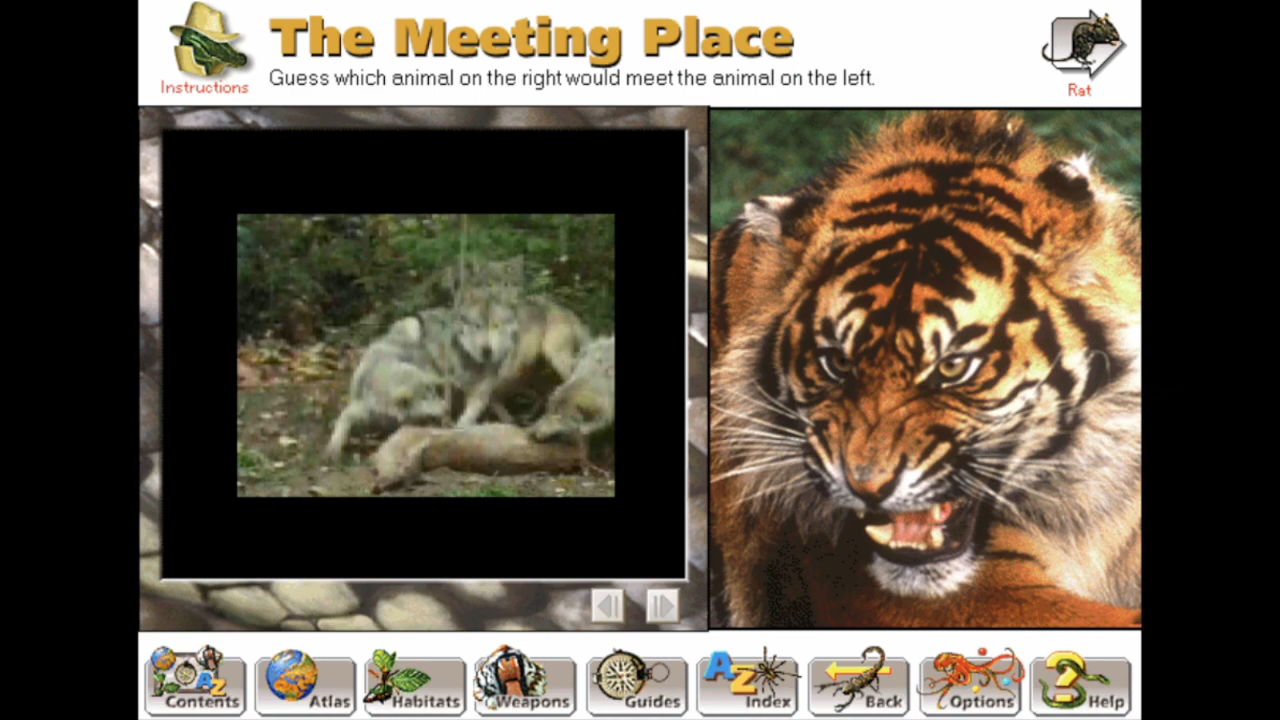 The Meeting Place
Guess which animal on the right would meet the animal on the left.
Instructions
Rat
Contents
Atlas
Habitats
Weapons
Guides
A Z Index
Back
Options
? Help